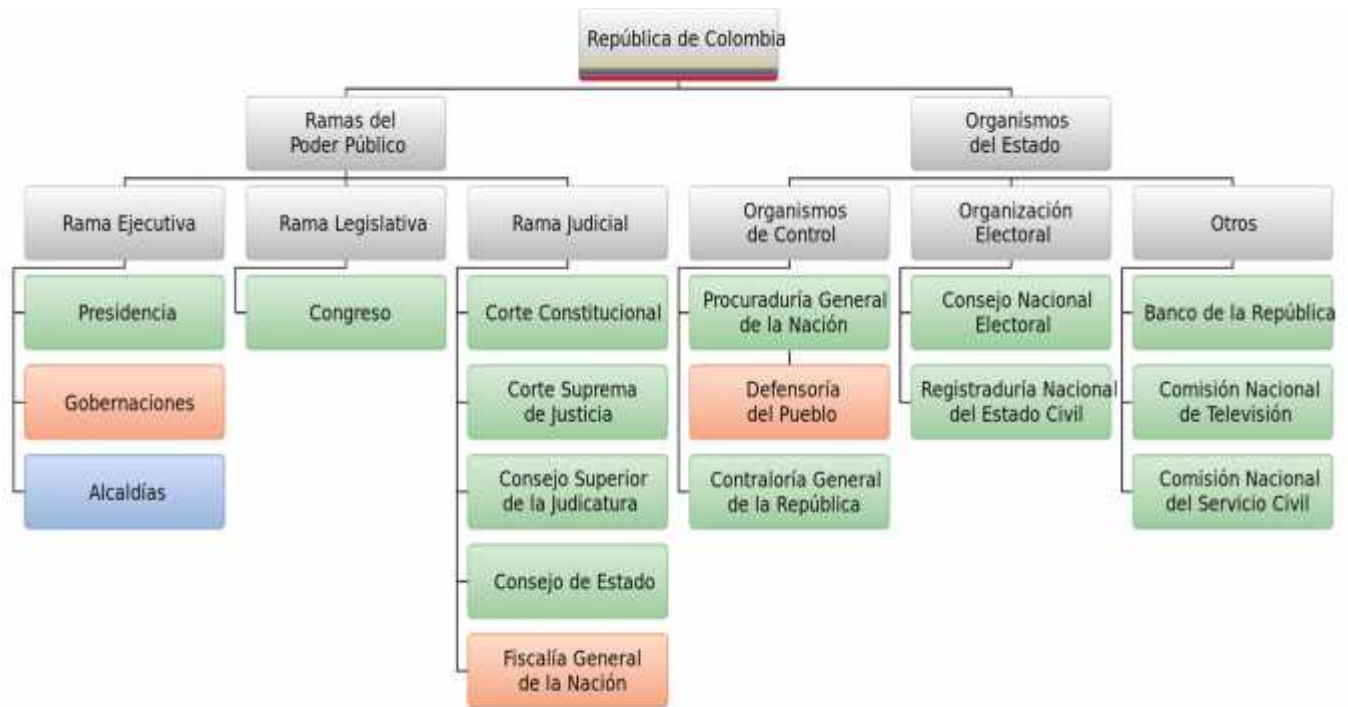 República de Colombia
Ramas del
Poder Público
Organismos
del Estado
Rama Ejecutiva
Rama Legislativa
Rama Judicial
Organismos
de Control
Organización
Electoral
Otros
Presidencia
Congreso
Corte Constitucional
Procuraduría General
de la Nación
Consejo Nacional
Electoral
Banco de la República
Gobernaciones
Corte Suprema
de Justicia
Defensoría
del Pueblo
Registraduría Nacional
del Estado Civil
Comisión Nacional
de Televisión
Alcaldías
Consejo Superior
de la Judicatura
Contraloría General
de la República
Comisión Nacional
del Servicio Civil
Consejo de Estado
Fiscalía General
de la Nación